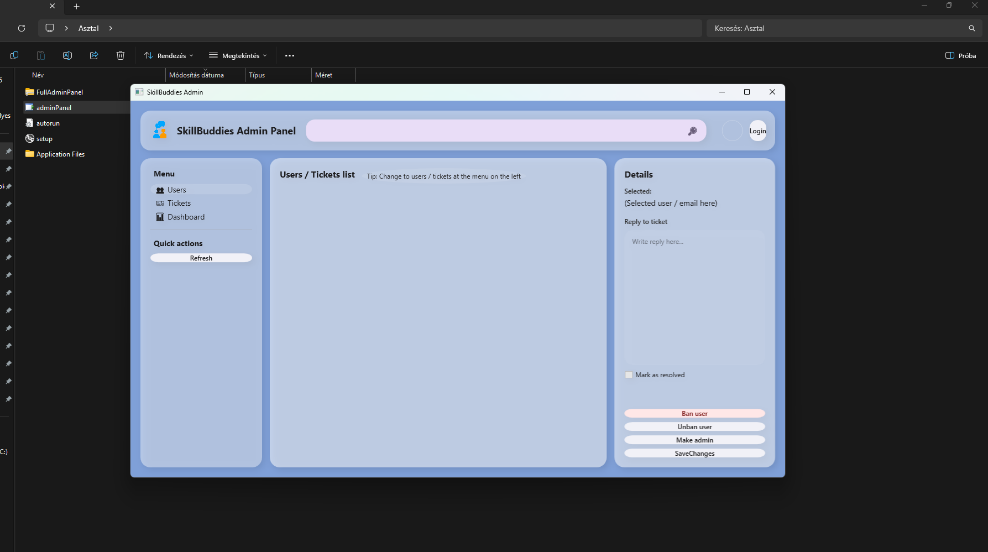 Asztal
Keresés: Asztal
Rendezés
Megtekintés
Próba
Név
Módosítás dátuma
Típus
Méret
FullAdminPanel
adminPanel
autorun
setup
Application Files
SkillBuddies Admin
SkillBuddies Admin Panel
Login
Menu
Users
Tickets
Dashboard
Quick actions
Refresh
Users / Tickets list
Tip: Change to users / tickets at the menu on the left
Details
Selected:
(Selected user / email here)
Reply to ticket
Write reply here...
Mark as resolved
Ban user
Unban user
Make admin
SaveChanges